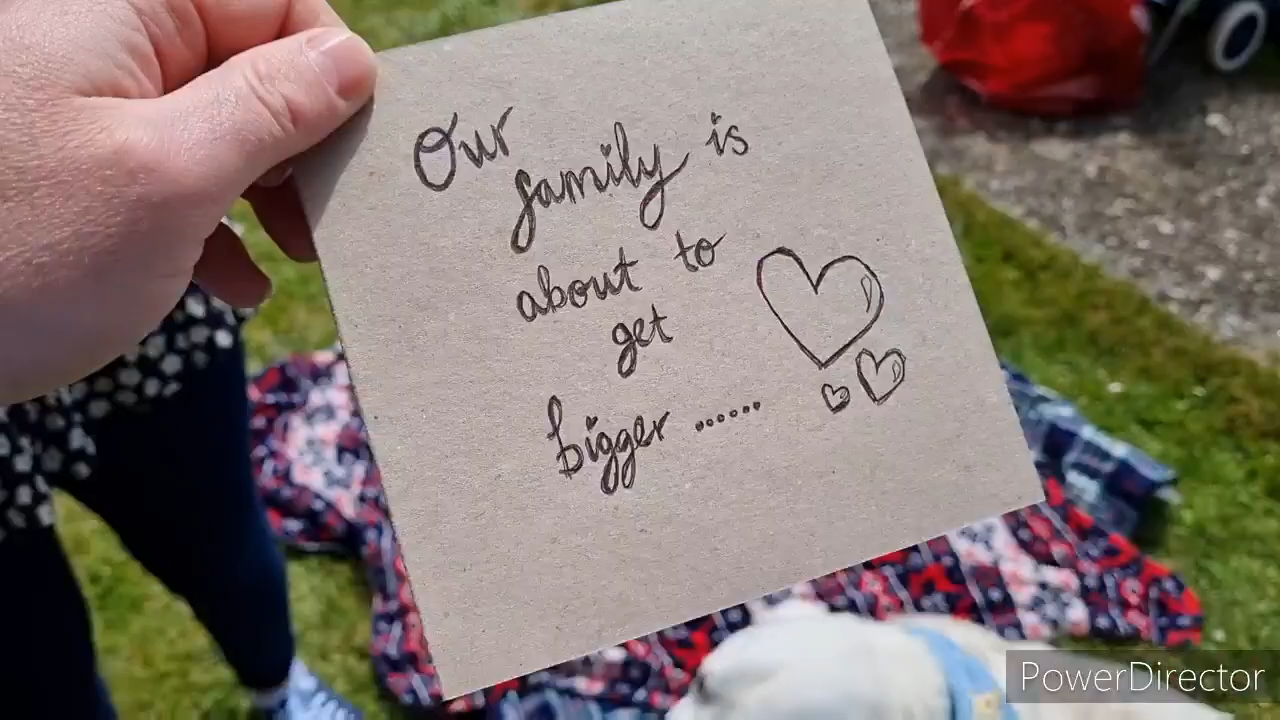 Our
family is
about to
get
bigger ......
PowerDirector